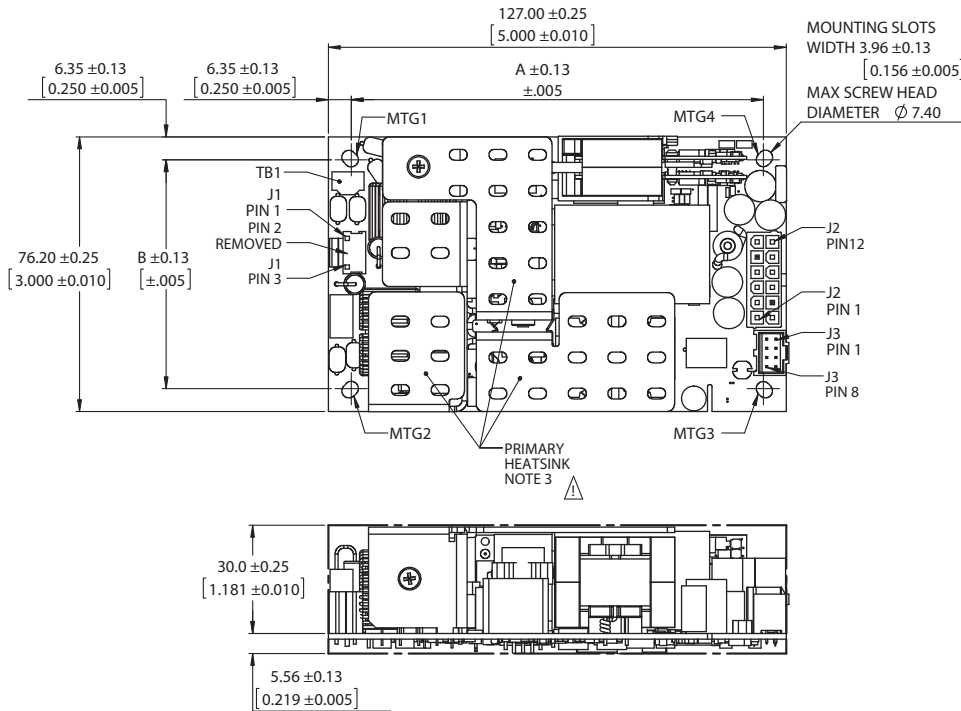 127.00 ±0.25
[5.000 ±0.010]
MOUNTING SLOTS
WIDTH 3.96 ±0.13
[0.156 ±0.005]
MAX SCREW HEAD
DIAMETER Ø 7.40
6.35 ±0.13
[0.250 ±0.005]
6.35 ±0.13
[0.250 ±0.005]
A ±0.13
±.005
MTG1
MTG4
TB1
J1
PIN 1
PIN 2
REMOVED
J1
PIN 3
76.20 ±0.25
[3.000 ±0.010]
B ±0.13
[±.005]
J2
PIN12
J2
PIN 1
J3
PIN 1
J3
PIN 8
MTG2
MTG3
PRIMARY
HEATSINK
NOTE 3
!
30.0 ±0.25
[1.181 ±0.010]
5.56 ±0.13
[0.219 ±0.005]